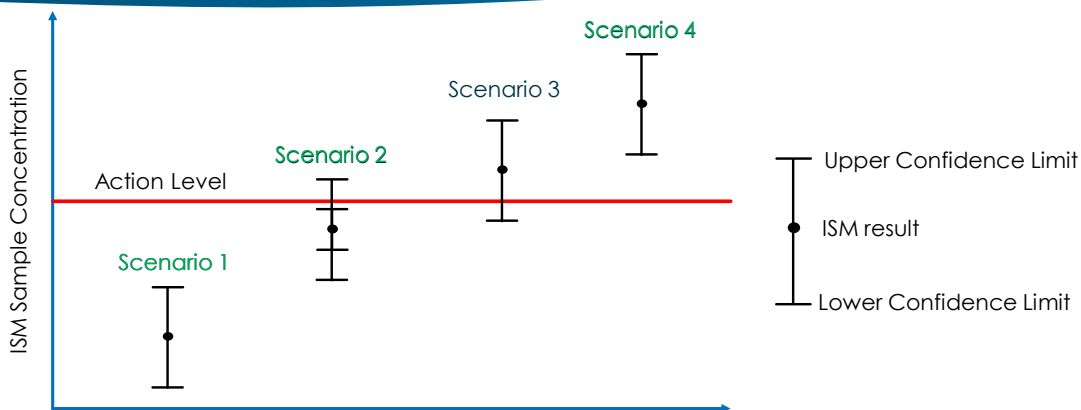 Scenario 4
Scenario 3
Scenario 2
Action Level
Scenario 1
ISM Sample Concentration
Upper Confidence Limit
ISM result
Lower Confidence Limit